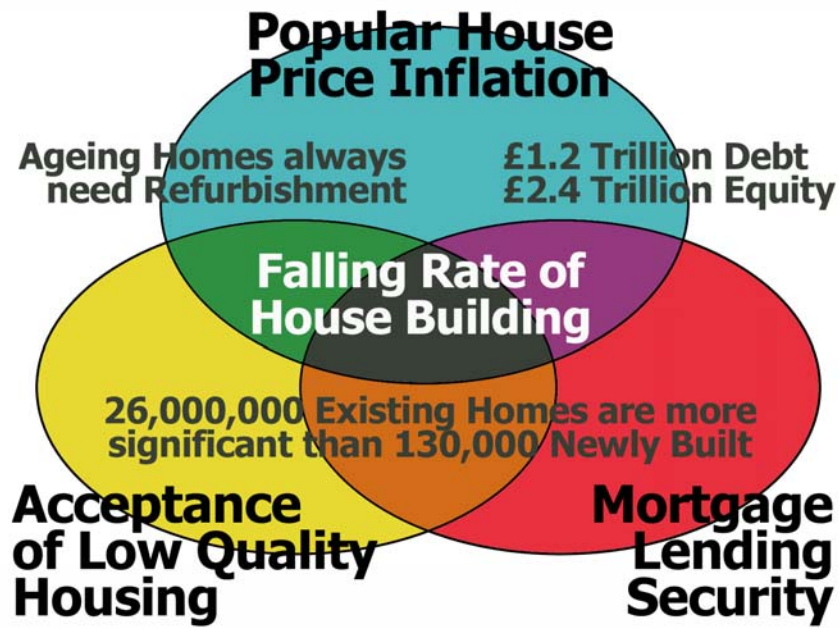 Popular House
Price Inflation
Ageing Homes always
need Refurbishment
£1.2 Trillion Debt
£2.4 Trillion Equity
Falling Rate of
House Building
26,000,000 Existing Homes are more
significant than 130,000 Newly Built
Acceptance
of Low Quality
Housing
Mortgage
Lending
Security